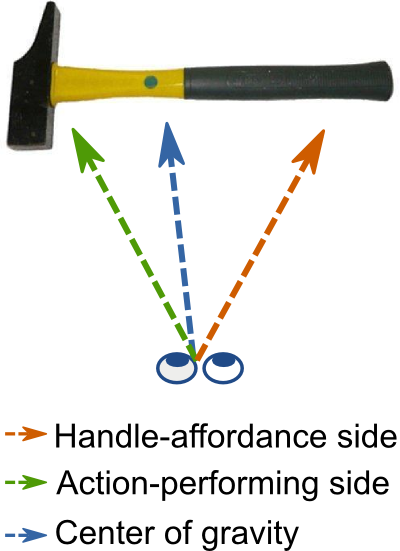 Handle-affordance side
Action-performing side
Center of gravity